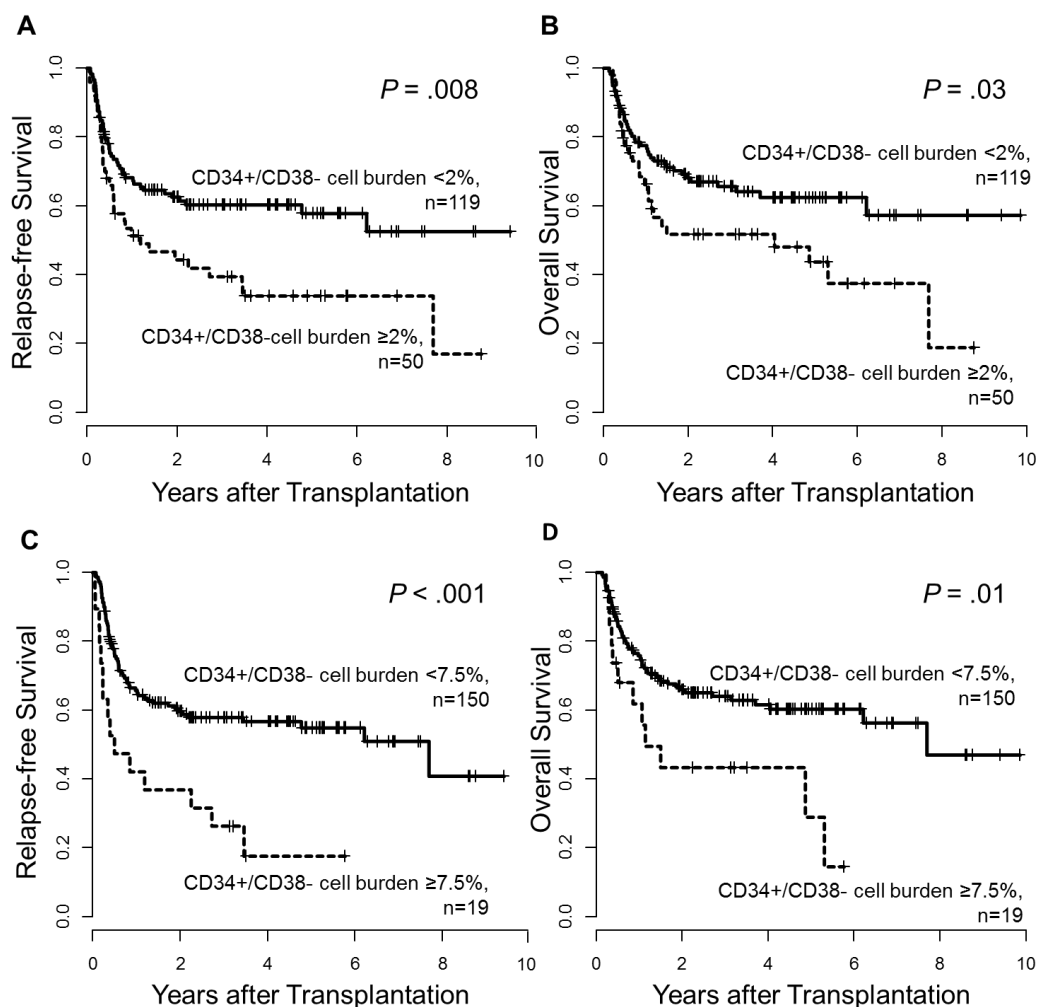 A
Relapse-free Survival
1.0
0.8
0.6
0.4
0.2
0.0
P = .008
CD34+/CD38- cell burden <2%,
n=119
CD34+/CD38-cell burden ≥2%,
n=50
0 2 4 6 8 10
Years after Transplantation
B
Overall Survival
1.0
0.8
0.6
0.4
0.2
0.0
P = .03
CD34+/CD38- cell burden <2%,
n=119
CD34+/CD38- cell burden ≥2%,
n=50
0 2 4 6 8 10
Years after Transplantation
C
Relapse-free Survival
1.0
0.8
0.6
0.4
0.2
0.0
P < .001
CD34+/CD38- cell burden <7.5%,
n=150
CD34+/CD38- cell burden ≥7.5%,
n=19
0 2 4 6 8 10
Years after Transplantation
D
Overall Survival
1.0
0.8
0.6
0.4
0.2
0.0
P = .01
CD34+/CD38- cell burden <7.5%,
n=150
CD34+/CD38- cell burden ≥7.5%,
n=19
0 2 4 6 8 10
Years after Transplantation